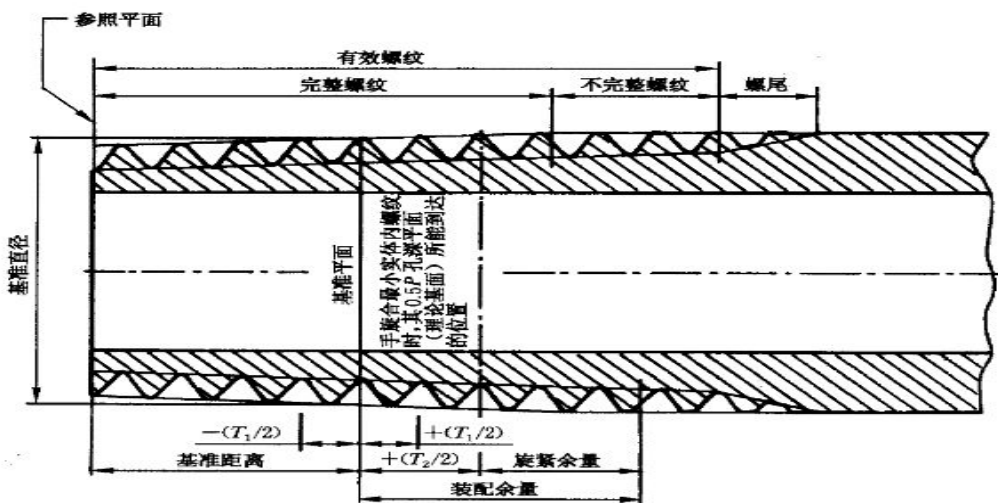 参照平面
有效螺纹
完整螺纹
不完整螺纹
螺尾
基准直径
基准平面
手旋合最小实体内螺纹
时,其0.5P孔深平面
(理论基面)所能到达
的位置
-(T₁/2)
+(T₁/2)
基准距离
+(T₂/2)
旋紧余量
装配余量